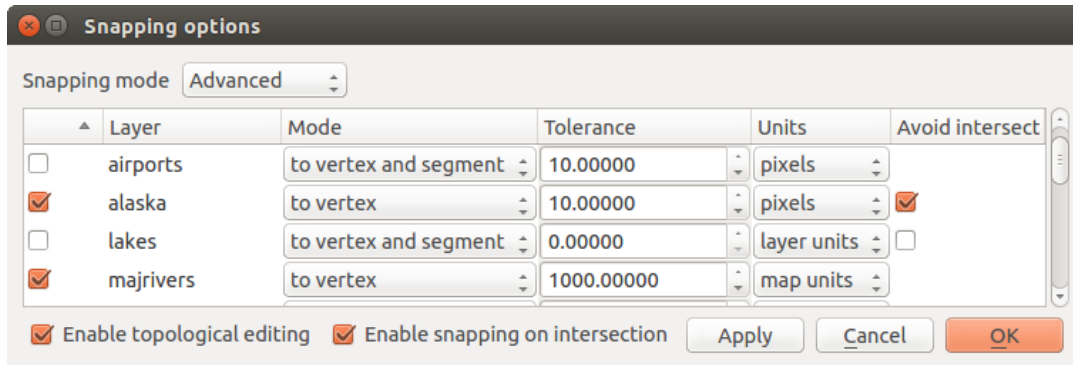 Snapping options
Snapping mode Advanced
Layer Mode Tolerance Units Avoid intersect
airports to vertex and segment 10.00000 pixels
alaska to vertex 10.00000 pixels
lakes to vertex and segment 0.00000 layer units
majrivers to vertex 1000.00000 map units
Enable topological editing Enable snapping on intersection Apply Cancel OK